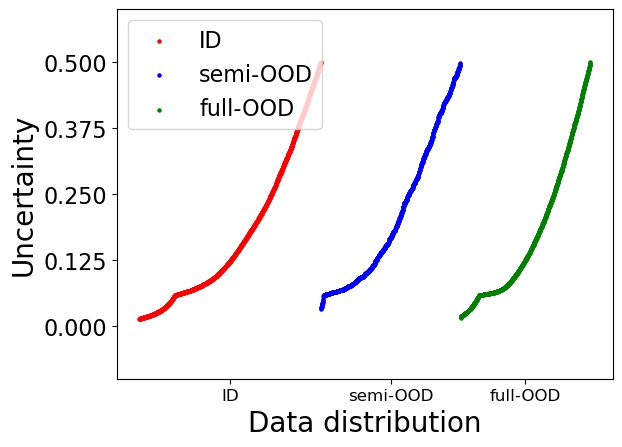 ID
semi-OOD
full-OOD
0.500
0.375
0.250
0.125
0.000
Uncertainty
ID
semi-OOD
full-OOD
Data distribution